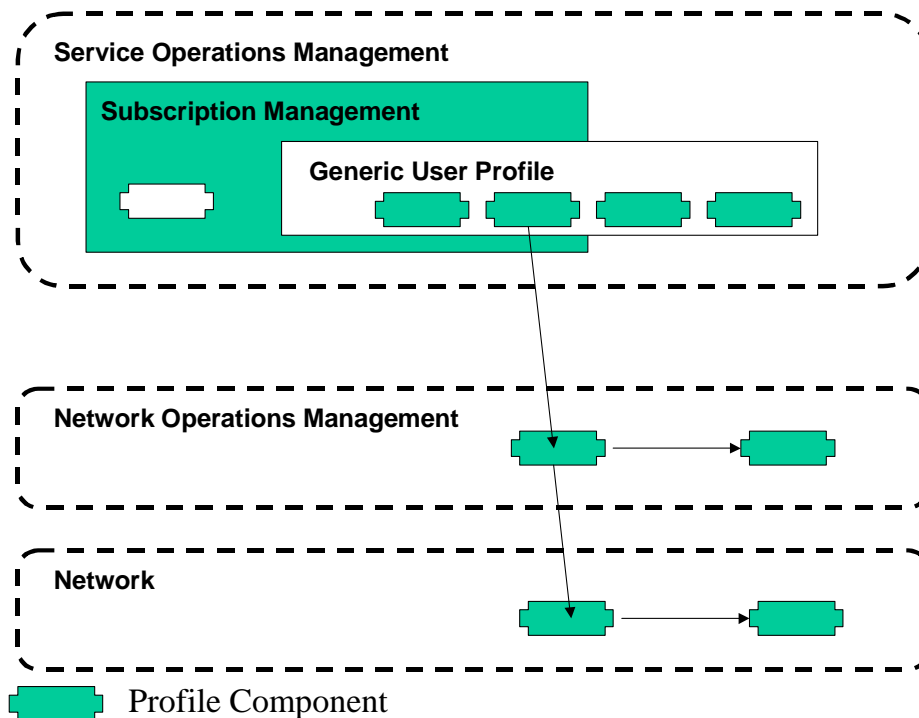 Service Operations Management
Subscription Management
Generic User Profile
Network Operations Management
Network
Profile Component